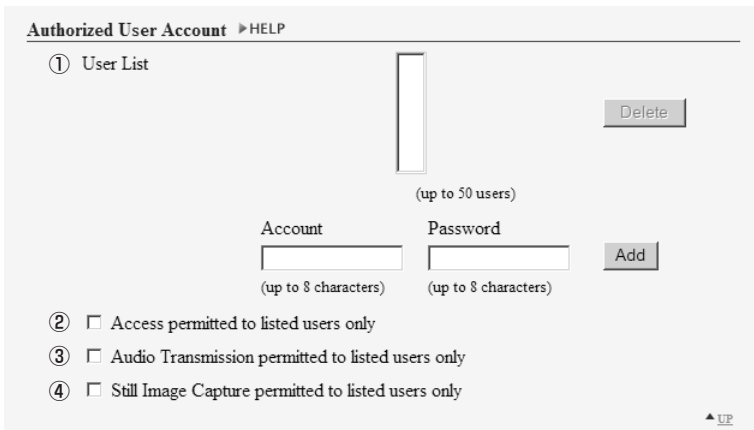 Authorized User Account ▶HELP
① User List
Delete
(up to 50 users)
Account Password
Add
(up to 8 characters) (up to 8 characters)
② Access permitted to listed users only
③ Audio Transmission permitted to listed users only
④ Still Image Capture permitted to listed users only
▲UP